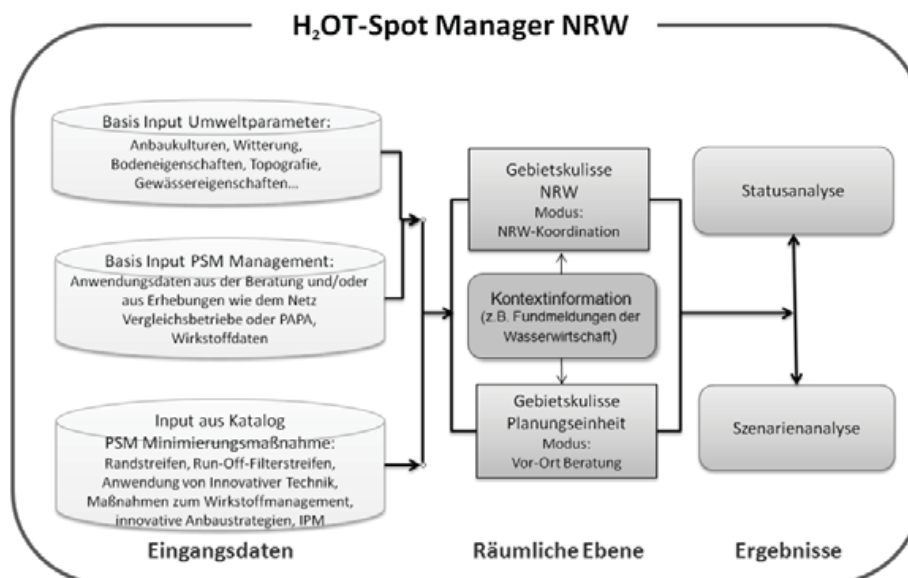 H₂OT-Spot Manager NRW
Basis Input Umweltparameter:
Anbaukulturen, Witterung,
Bodeneigenschaften, Topografie,
Gewässereigenschaften...
Basis Input PSM Management:
Anwendungsdaten aus der Beratung und/oder
aus Erhebungen wie dem Netz
Vergleichsbetriebe oder PAPA,
Wirkstoffdaten
Input aus Katalog
PSM Minimierungsmaßnahme:
Randstreifen, Run-Off-Filterstreifen,
Anwendung von Innovativer Technik,
Maßnahmen zum Wirkstoffmanagement,
innovative Anbaustrategien, IPM
Eingangsdaten
Gebietskulisse
NRW
Modus:
NRW-Koordination
Kontextinformation
(z.B. Fundmeldungen der
Wasserwirtschaft)
Gebietskulisse
Planungseinheit
Modus:
Vor-Ort Beratung
Räumliche Ebene
Statusanalyse
Szenarienanalyse
Ergebnisse